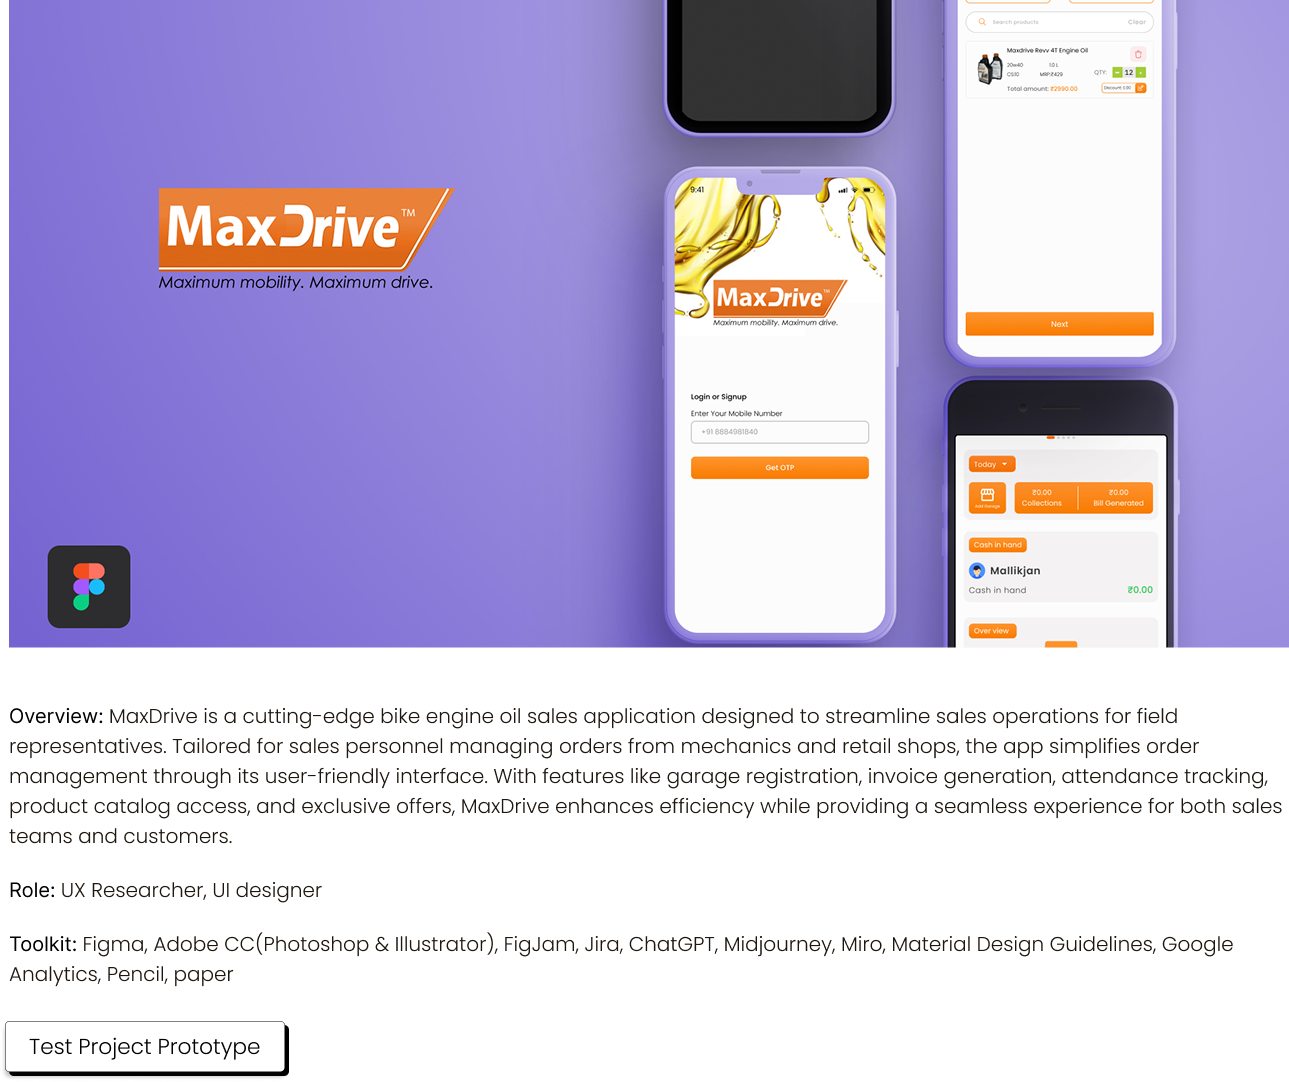 Search products Clear
Maxdrive Revv 4T Engine Oil
20w40 1.0 L
CS:10 MRP:₹429
QTY: - 12 +
Total amount: ₹2990.00
Discount: 0.00
Next
MaxDrive™
Maximum mobility. Maximum drive.
9:41
MaxDrive™
Maximum mobility. Maximum drive.
Login or Signup
Enter Your Mobile Number
+91 8884981840
Get OTP
Today
Add Garage
₹0.00 ₹0.00
Collections Bill Generated
Cash in hand
Mallikjan
Cash in hand ₹0.00
Over view
Overview: MaxDrive is a cutting-edge bike engine oil sales application designed to streamline sales operations for field
representatives. Tailored for sales personnel managing orders from mechanics and retail shops, the app simplifies order
management through its user-friendly interface. With features like garage registration, invoice generation, attendance tracking,
product catalog access, and exclusive offers, MaxDrive enhances efficiency while providing a seamless experience for both sales
teams and customers.
Role: UX Researcher, UI designer
Toolkit: Figma, Adobe CC(Photoshop & Illustrator), FigJam, Jira, ChatGPT, Midjourney, Miro, Material Design Guidelines, Google
Analytics, Pencil, paper
Test Project Prototype